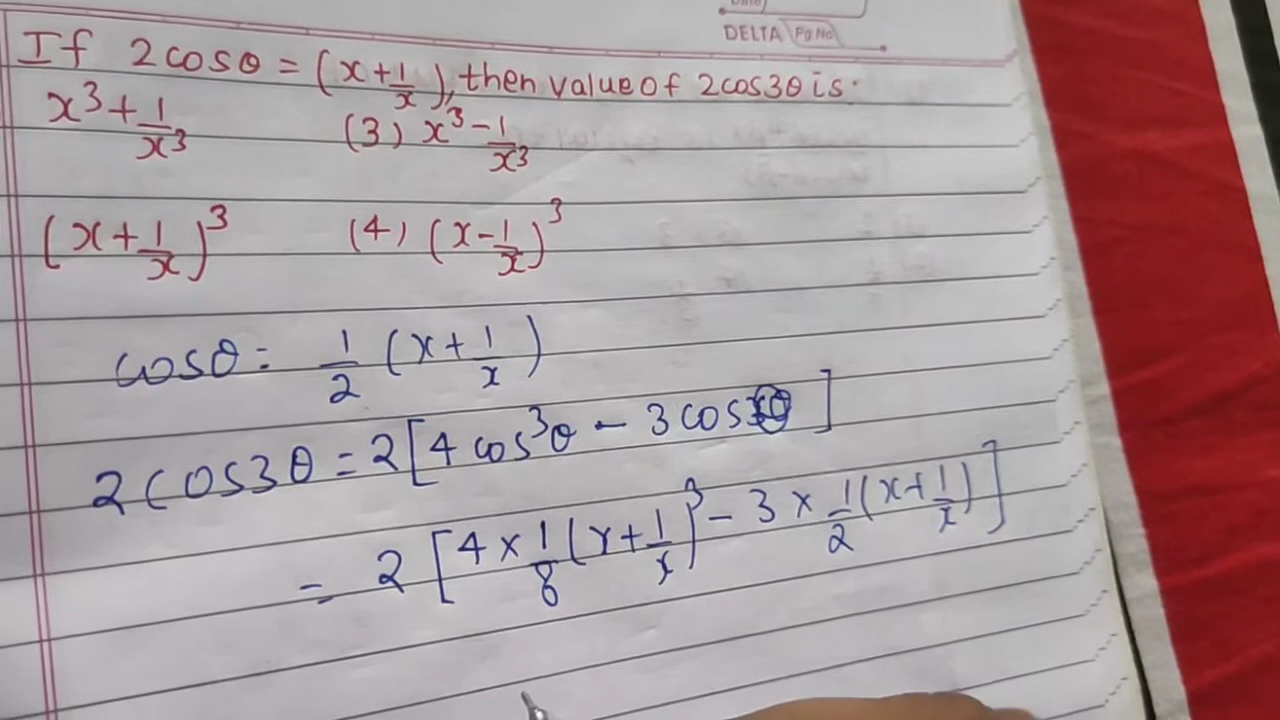 DELTA Pg No
If 2cosθ = (x+1/x), then value of 2cos3θ is.
x³+1/x³ (3) x³-1/x³
(x+1/x)³ (4) (x-1/x)³
cosθ = 1/2 (x+1/x)
2cos3θ = 2[4cos³θ - 3cosθ]
= 2[4×1/8(x+1/x)³ - 3×1/2(x+1/x)]